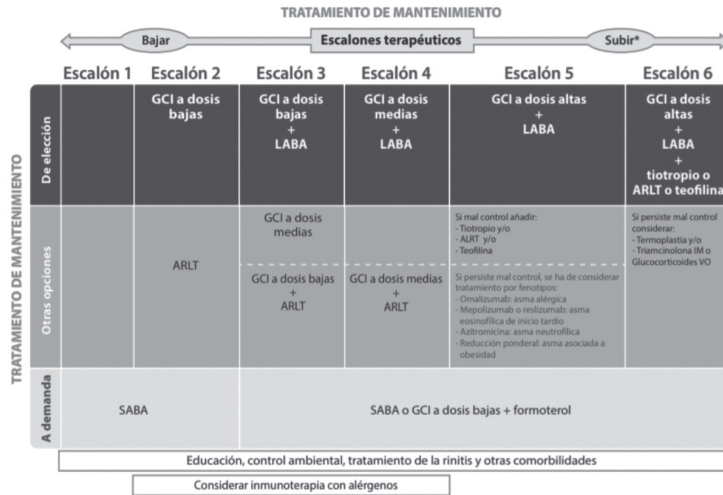 TRATAMIENTO DE MANTENIMIENTO
Bajar
Escalones terapéuticos
Subir*
Escalón 1
Escalón 2
Escalón 3
Escalón 4
Escalón 5
Escalón 6
TRATAMIENTO DE MANTENIMIENTO
De elección
GCI a dosis
bajas
GCI a dosis
bajas
+
LABA
GCI a dosis
medias
+
LABA
GCI a dosis altas
+
LABA
GCI a dosis
altas
+
LABA
+
tiotropio o
ARLT o teofilina
Otras opciones
ARLT
GCI a dosis
medias
GCI a dosis bajas
+
ARLT
GCI a dosis medias
+
ARLT
Si mal control añadir:
- Tiotropio y/o
- ALRT y/o
- Teofilina
Si persiste mal control, se ha de considerar
tratamiento por fenotipos:
- Omalizumab: asma alérgica
- Mepolizumab o reslizumab: asma
eosinofílica de inicio tardío
- Azitromicina: asma neutrofílica
- Reducción ponderal: asma asociada a
obesidad
Si persiste mal control
considerar:
- Termoplastia y/o
- Triamcinolona IM o
Glucocorticoides VO
A demanda
SABA
SABA o GCI a dosis bajas + formoterol
Educación, control ambiental, tratamiento de la rinitis y otras comorbilidades
Considerar inmunoterapia con alérgenos